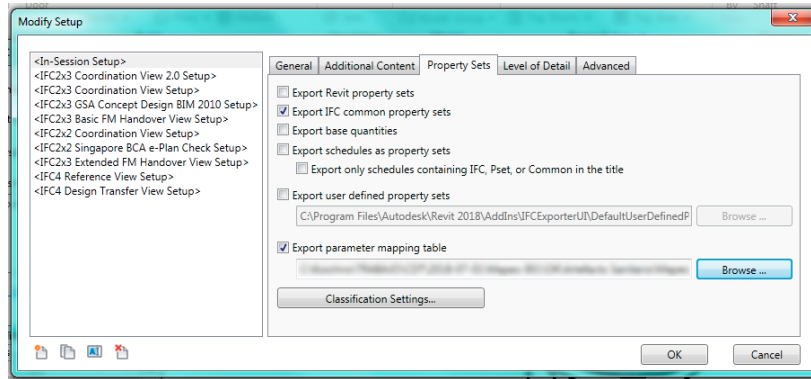 Door
By Shaft
Modify Setup
<In-Session Setup>
<IFC2x3 Coordination View 2.0 Setup>
<IFC2x3 Coordination View Setup>
<IFC2x3 GSA Concept Design BIM 2010 Setup>
<IFC2x3 Basic FM Handover View Setup>
<IFC2x2 Coordination View Setup>
<IFC2x2 Singapore BCA e-Plan Check Setup>
<IFC2x3 Extended FM Handover View Setup>
<IFC4 Reference View Setup>
<IFC4 Design Transfer View Setup>
General Additional Content Property Sets Level of Detail Advanced
Export Revit property sets
Export IFC common property sets
Export base quantities
Export schedules as property sets
Export only schedules containing IFC, Pset, or Common in the title
Export user defined property sets
C:\Program Files\Autodesk\Revit 2018\AddIns\IFCExporterUI\DefaultUserDefinedP Browse ...
Export parameter mapping table
Browse ...
Classification Settings...
OK Cancel